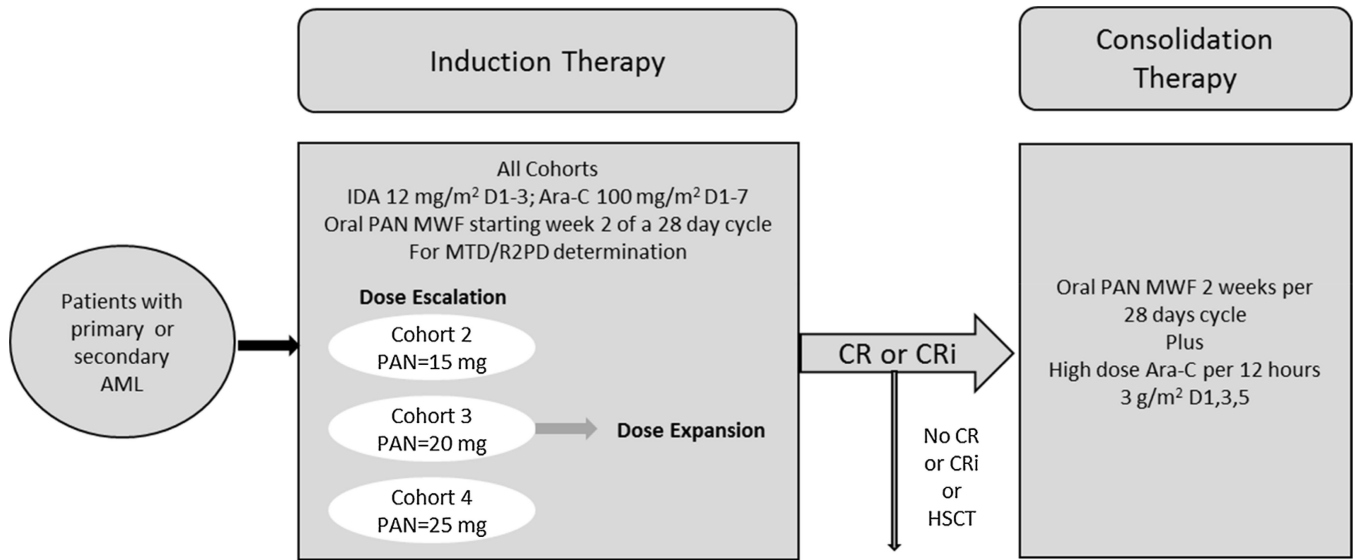 Induction Therapy
Consolidation
Therapy
Patients with
primary or
secondary
AML
All Cohorts
IDA 12 mg/m² D1-3; Ara-C 100 mg/m² D1-7
Oral PAN MWF starting week 2 of a 28 day cycle
For MTD/R2PD determination
Dose Escalation
Cohort 2
PAN=15 mg
Cohort 3
PAN=20 mg
Dose Expansion
Cohort 4
PAN=25 mg
CR or CRi
No CR
or CRi
or
HSCT
Oral PAN MWF 2 weeks per
28 days cycle
Plus
High dose Ara-C per 12 hours
3 g/m² D1,3,5